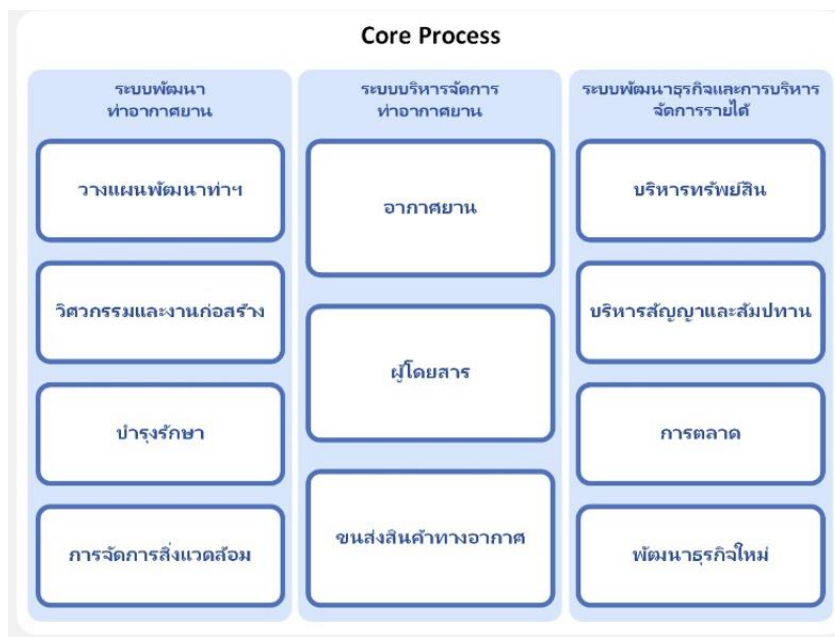 Core Process
ระบบพัฒนา
ท่าอากาศยาน
วางแผนพัฒนาท่าฯ
วิศวกรรมและงานก่อสร้าง
บำรุงรักษา
การจัดการสิ่งแวดล้อม
ระบบบริหารจัดการ
ท่าอากาศยาน
อากาศยาน
ผู้โดยสาร
ขนส่งสินค้าทางอากาศ
ระบบพัฒนาธุรกิจและการบริหาร
จัดการรายได้
บริหารทรัพย์สิน
บริหารสัญญาและสัมปทาน
การตลาด
พัฒนาธุรกิจใหม่